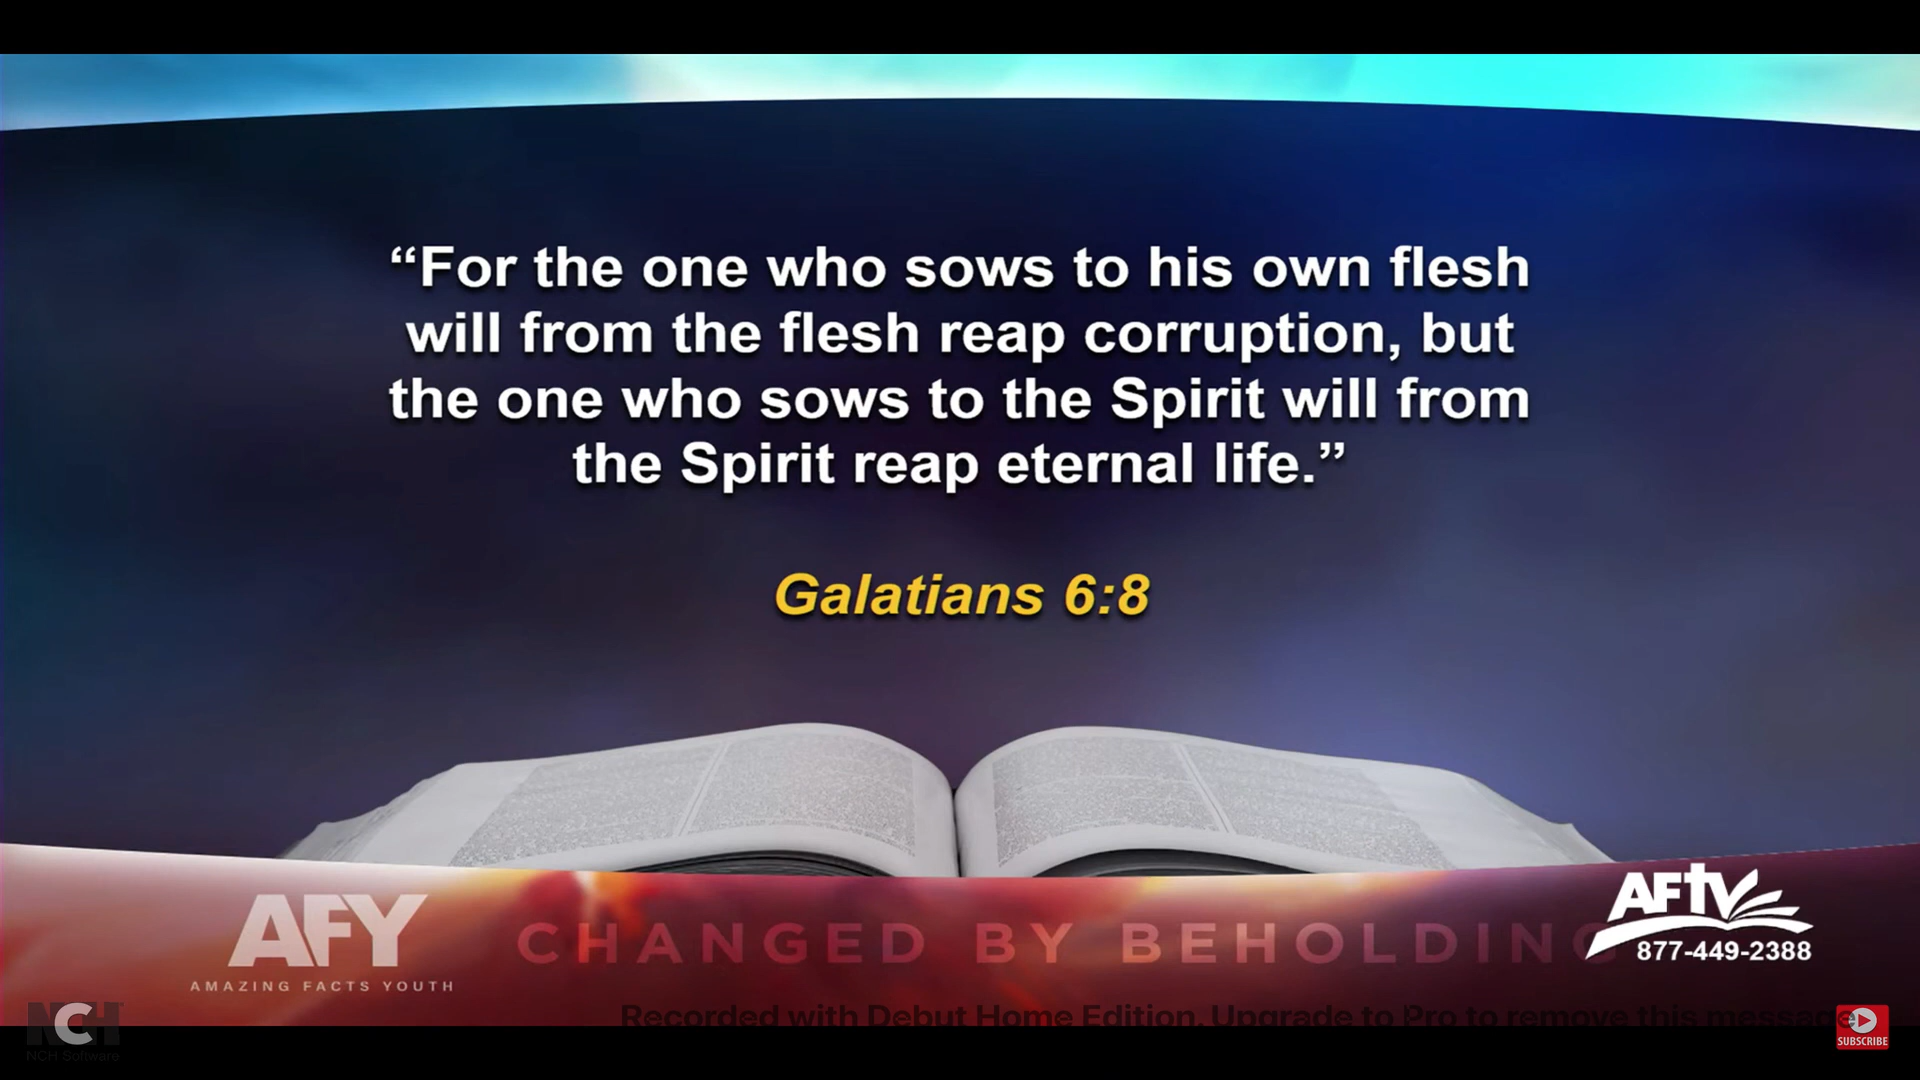 “For the one who sows to his own flesh
will from the flesh reap corruption, but
the one who sows to the Spirit will from
the Spirit reap eternal life.”
Galatians 6:8
AFY
AMAZING FACTS YOUTH
CHANGED BY BEHOLDING
AFTV
877-449-2388
Recorded with Debut Home Edition. Upgrade to Pro to remove this message
NCH
NCH Software
SUBSCRIBE